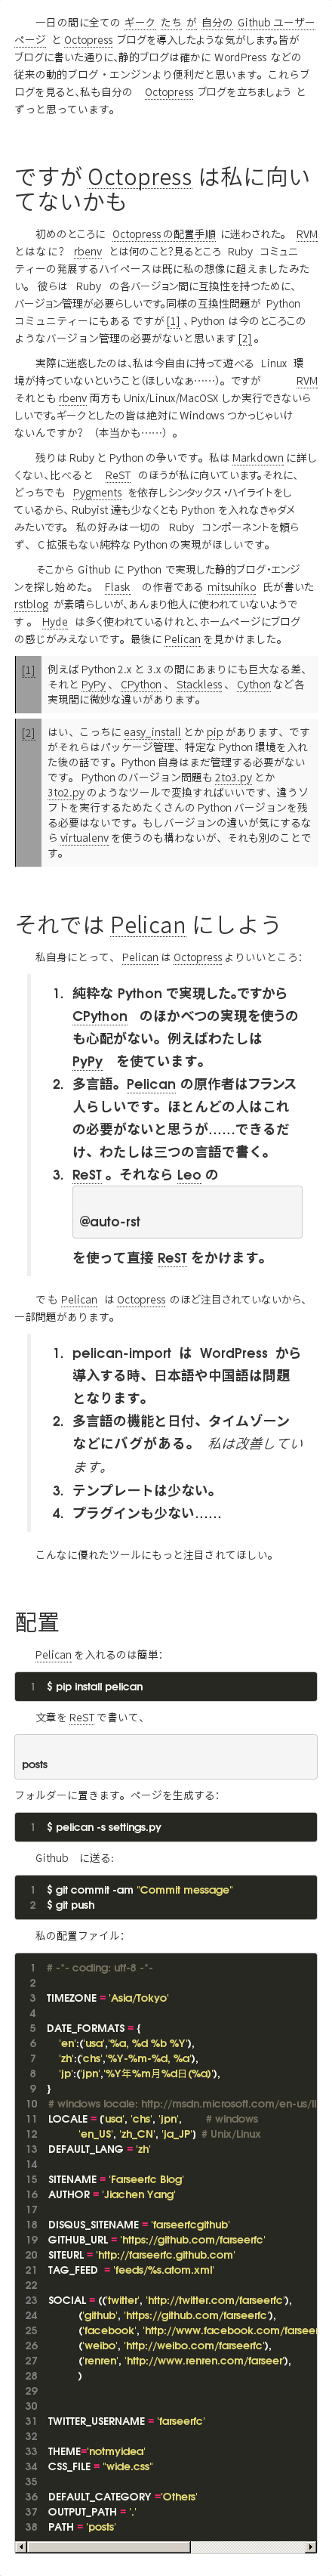 一日の間に全ての ギーク たち が 自分の Github ユーザー
ページ と Octopress ブログを導入したような気がします。皆が
ブログに書いた通りに、静的ブログは確かに WordPress などの
従来の動的ブログ・エンジンより便利だと思います。 これらブ
ログを見ると、私も自分の Octopress ブログを立ちましょう と
ずっと思っています。
ですが Octopress は私に向い
てないかも
初めのところに Octopress の配置手順 に迷わされた。 RVM
とはなに? rbenv とは何のこと？見るところ Ruby コミュニ
ティーの発展するハイペースは既に私の想像に超えましたみた
い。 彼らは Ruby の各バージョン間に互換性を持つために、
バージョン管理が必要らしいです。同様の互換性問題が Python
コミュニティーにもある ですが [1] 、Python は今のところこの
ようなバージョン管理の必要がないと思います [2] 。
実際に迷惑したのは、私は今自由に持って遊べる Linux 環
境が持っていないということ（ほしいなぁ……）。 ですが RVM
それとも rbenv 両方も Unix/Linux/MacOSX しか実行できないら
しいです。ギークとしたの皆は絶対に Windows つかっじゃいけ
ないんですか? （本当かも……）。
残りは Ruby と Python の争いです。 私は Markdown に詳し
くない、比べると ReST のほうが私に向いています。それに、
どっちでも Pygments を依存しシンタックス・ハイライトをし
ているから、Rubyist 達も少なくとも Python を入れなきゃダメ
みたいです。 私の好みは一切の Ruby コンポーネントを頼ら
ず、 C 拡張もない純粋な Python の実現がほしいです。
そこから Github に Python で実現した静的ブログ・エンジ
ンを探し始めた。 Flask の作者である mitsuhiko 氏が書いた
rstblog が素晴らしいが、あんまり他人に使われていないようで
す 。 Hyde は多く使われているけれと、ホームページにブログ
の感じがみえないです。 最後に Pelican を見かけました。
[1] 例えば Python 2.x と 3.x の間にあまりにも巨大なる差、
それと PyPy 、 CPython 、 Stackless 、 Cython など各
実現間に微妙な違いがあります。
[2] はい、こっちに easy_install とか pip があります、です
がそれらはパッケージ管理、特定な Python 環境を入れ
た後の話です。Python 自身はまだ管理する必要がない
です。 Python のバージョン問題も 2to3.py とか
3to2.py のようなツールで変換すればいいです、違うソ
フトを実行するためたくさんの Python バージョンを残
る必要はないです。もしバージョンの違いが気にするな
ら virtualenv を使うのも構わないが、それも別のことで
す。
それでは Pelican にしよう
私自身にとって、 Pelican は Octopress よりいいところ：
1. 純粋な Python で実現した。ですから
CPython のほかべつの実現を使うの
も心配がない。例えばわたしは
PyPy を使ています。
2. 多言語。Pelican の原作者はフランス
人らしいです。ほとんどの人はこれ
の必要がないと思うが……できるだ
け、わたしは三つの言語で書く。
3. ReST 。それなら Leo の
@auto-rst
を使って直接 ReST をかけます。
でも Pelican は Octopress のほど注目されていないから、
一部問題があります。
1. pelican-import は WordPress から
導入する時、日本語や中国語は問題
となります。
2. 多言語の機能と日付、タイムゾーン
などにバグがある。 私は改善してい
ます。
3. テンプレートは少ない。
4. プラグインも少ない……
こんなに優れたツールにもっと注目されてほしい。
配置
Pelican を入れるのは簡単：
1 $ pip install pelican
文章を ReST で書いて、
posts
フォルダーに置きます。ページを生成する：
1 $ pelican -s settings.py
Github に送る:
1 $ git commit -am "Commit message"
2 $ git push
私の配置ファイル：
1 # -*- coding: utf-8 -*-
2
3 TIMEZONE = 'Asia/Tokyo'
4
5 DATE_FORMATS = {
6 'en':('usa','%a, %d %b %Y'),
7 'zh':('chs','%Y-%m-%d, %a'),
8 'jp':('jpn','%Y年%m月%d日(%a)'),
9 }
10 # windows locale: http://msdn.microsoft.com/en-us/li
11 LOCALE = ['usa', 'chs', 'jpn', # windows
12 'en_US', 'zh_CN', 'ja_JP'] # Unix/Linux
13 DEFAULT_LANG = 'zh'
14
15 SITENAME = 'Farseerfc Blog'
16 AUTHOR = 'Jiachen Yang'
17
18 DISQUS_SITENAME = 'farseerfcgithub'
19 GITHUB_URL = 'https://github.com/farseerfc'
20 SITEURL = 'http://farseerfc.github.com'
21 TAG_FEED = 'feeds/%s.atom.xml'
22
23 SOCIAL = (('twitter', 'http://twitter.com/farseerfc'),
24 ('github', 'https://github.com/farseerfc'),
25 ('facebook', 'http://www.facebook.com/farseer
26 ('weibo', 'http://weibo.com/farseerfc'),
27 ('renren', 'http://www.renren.com/farseer'),
28 )
29
30
31 TWITTER_USERNAME = 'farseerfc'
32
33 THEME='notmyidea'
34 CSS_FILE = "wide.css"
35
36 DEFAULT_CATEGORY ='Others'
37 OUTPUT_PATH = '.'
38 PATH = 'posts'